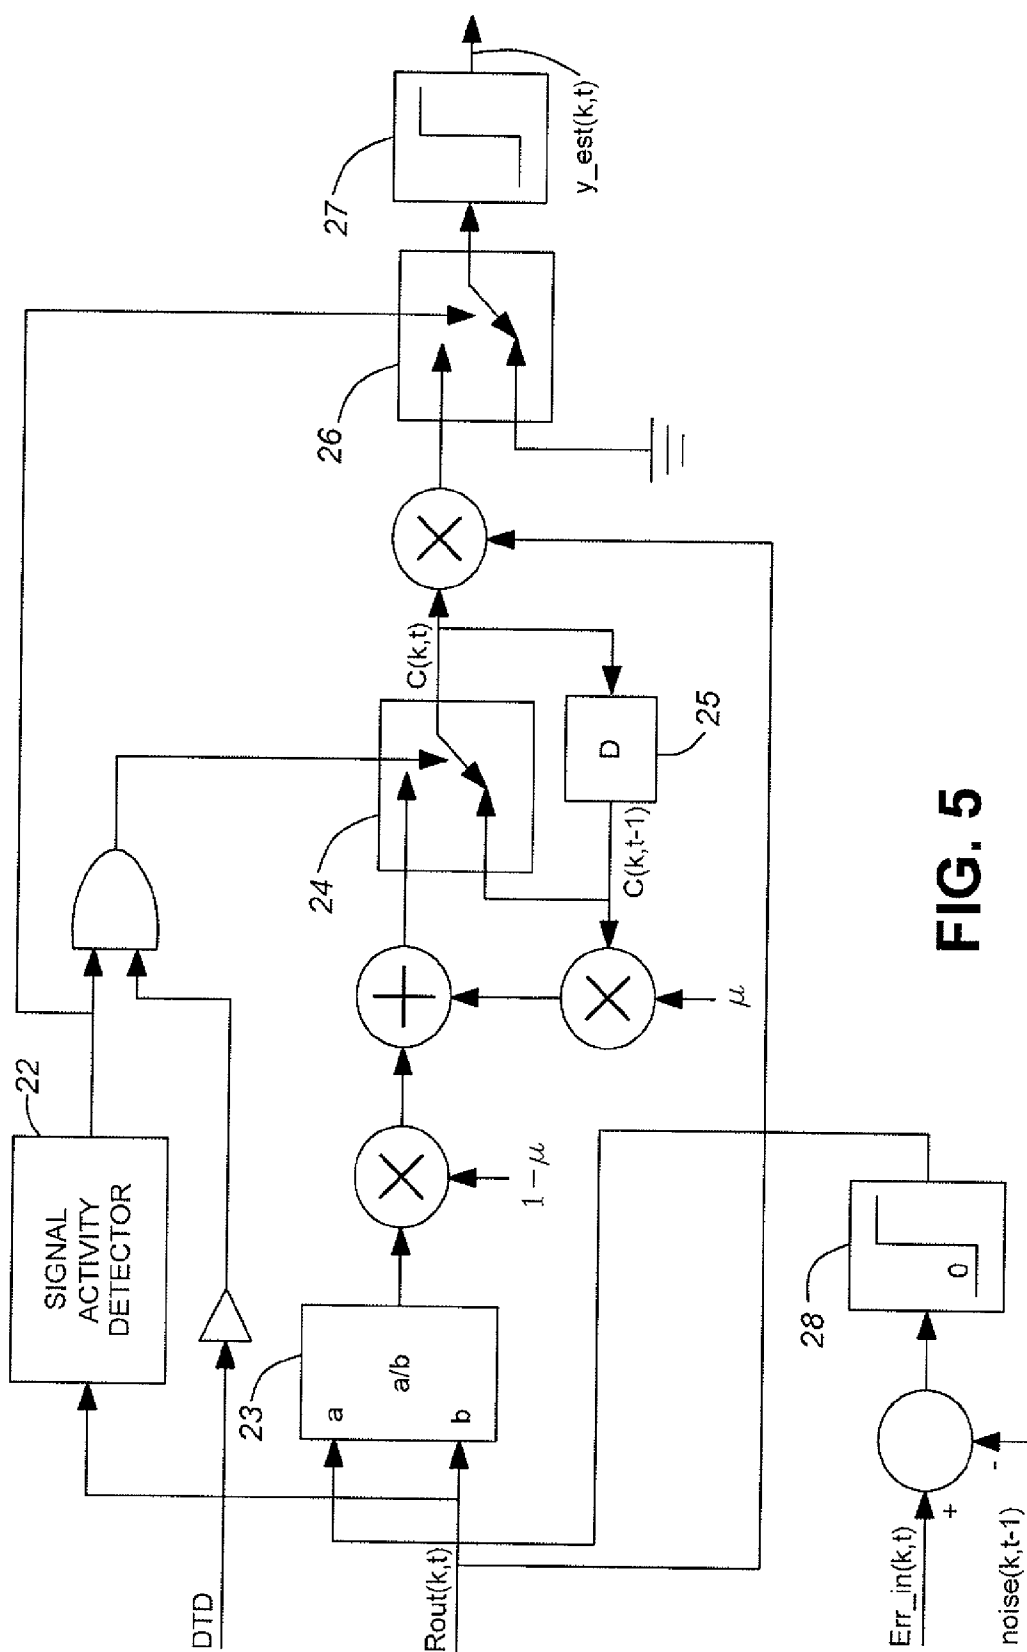 DTD
Rout(k,t)
Err_in(k,t)
noise(k,t-1)
+
-
22
SIGNAL
ACTIVITY
DETECTOR
23
a
a/b
b
28
0
1-μ
μ
24
C(k,t)
D
25
C(k,t-1)
26
27
y_est(k,t)
FIG. 5